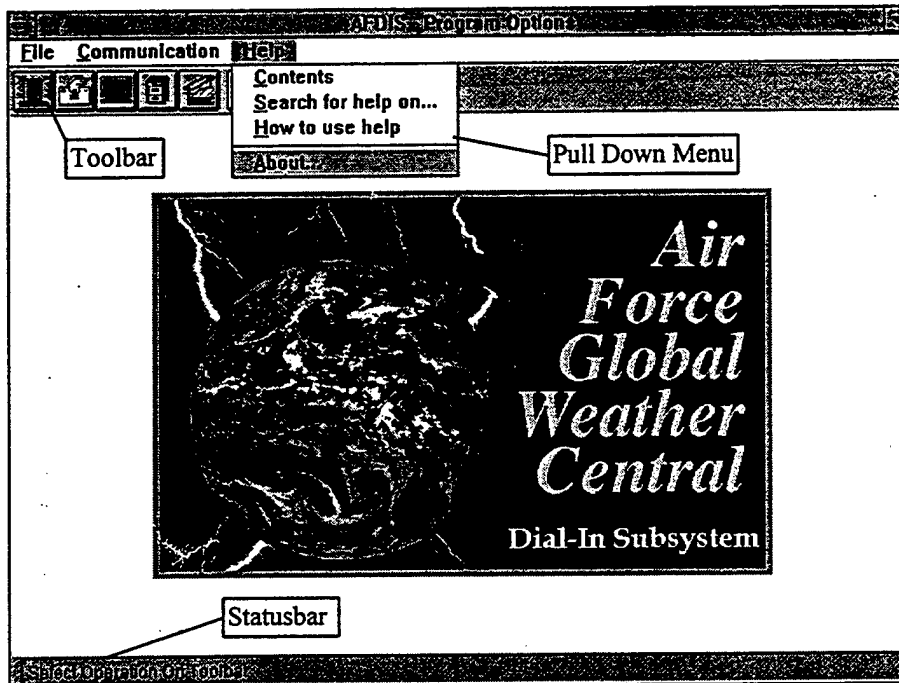 AFDIS - Program Options
File Communication Help
Contents
Search for help on...
How to use help
About...
Toolbar
Pull Down Menu
Air
Force
Global
Weather
Central
Dial-In Subsystem
Statusbar
Select Operation On Toolbar